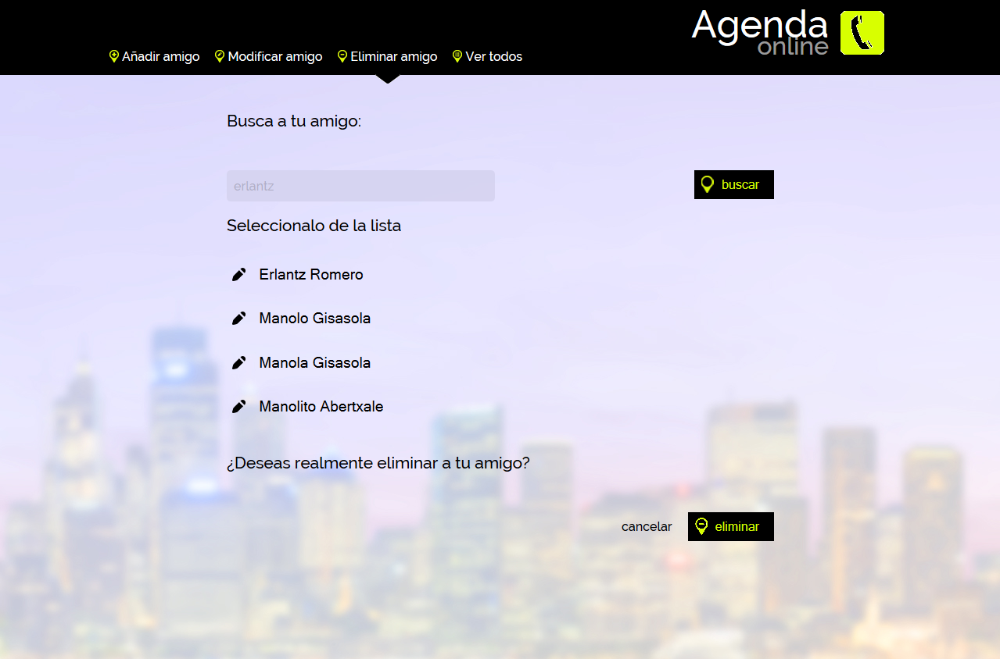 Agenda
online
Añadir amigo Modificar amigo Eliminar amigo Ver todos
Busca a tu amigo:
erlantz buscar
Seleccionalo de la lista
Erlantz Romero
Manolo Gisasola
Manola Gisasola
Manolito Abertxale
¿Deseas realmente eliminar a tu amigo?
cancelar eliminar